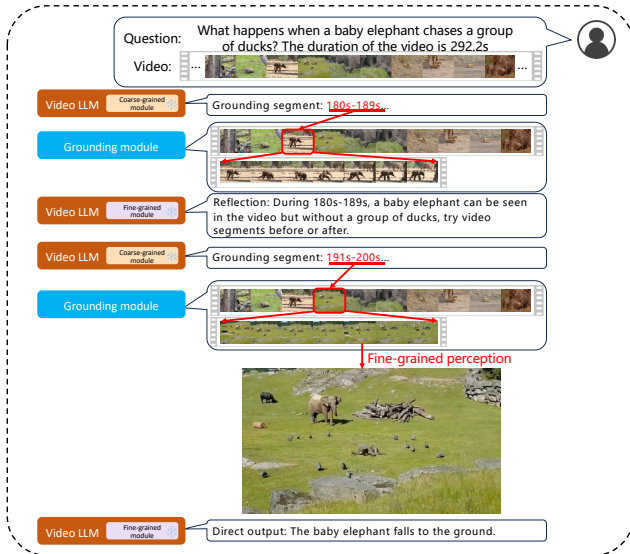 Question: What happens when a baby elephant chases a group
of ducks? The duration of the video is 292.2s
Video: ... ...
Video LLM Coarse-grained module
Grounding segment: 180s-189s...
Grounding module
Video LLM Fine-grained module
Reflection: During 180s-189s, a baby elephant can be seen
in the video but without a group of ducks, try video
segments before or after.
Video LLM Coarse-grained module
Grounding segment: 191s-200s...
Grounding module
Fine-grained perception
Video LLM Fine-grained module
Direct output: The baby elephant falls to the ground.